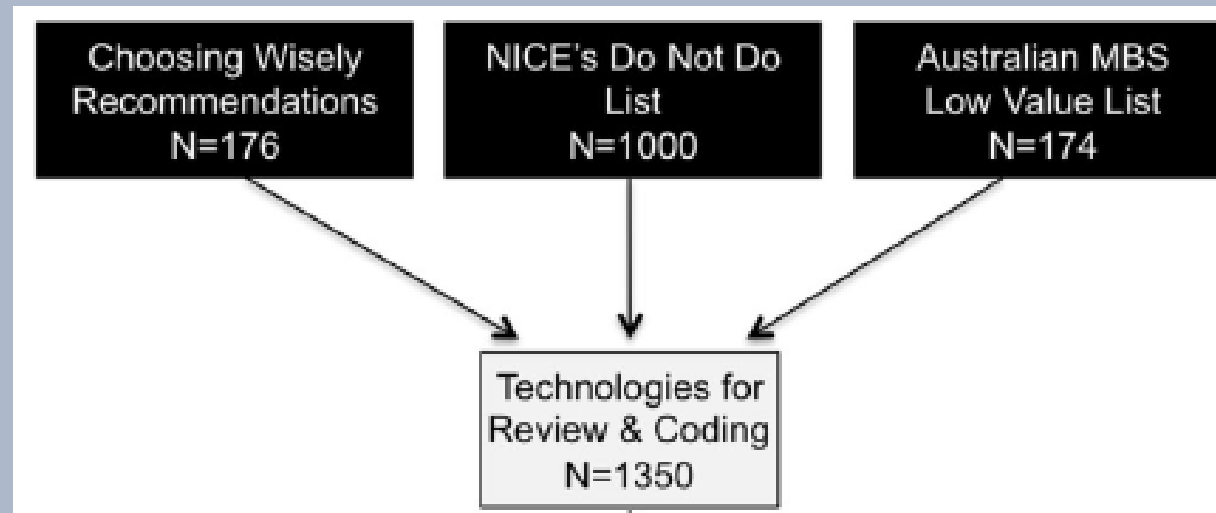 Choosing Wisely
Recommendations
N=176
NICE's Do Not Do
List
N=1000
Australian MBS
Low Value List
N=174
Technologies for
Review & Coding
N=1350